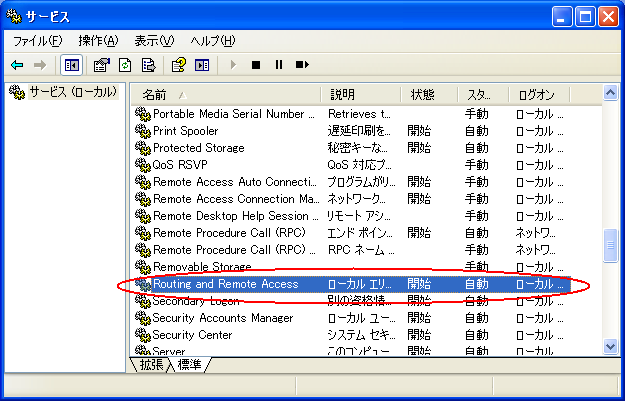 サービス
ファイル(F) 操作(A) 表示(V) ヘルプ(H)
サービス (ローカル)
名前 説明 状態 スタ... ログオン
Portable Media Serial Number ... Retrieves t... 手動 ローカル ...
Print Spooler 遅延印刷を... 開始 自動 ローカル ...
Protected Storage 秘密キーな... 開始 自動 ローカル ...
QoS RSVP QoS 対応プ... 手動 ローカル ...
Remote Access Auto Connecti... プログラムがリ... 開始 手動 ローカル ...
Remote Access Connection Ma... ネットワーク... 開始 手動 ローカル ...
Remote Desktop Help Session ... リモート アシ... 手動 ローカル ...
Remote Procedure Call (RPC) エンド ポイン... 開始 自動 ネットワ...
Remote Procedure Call (RPC) ... RPC ネーム ... 手動 ネットワ...
Removable Storage 手動 ローカル ...
Routing and Remote Access ローカル エリ... 開始 自動 ローカル ...
Secondary Logon 別の資格情... 開始 自動 ローカル ...
Security Accounts Manager ローカル ユー... 開始 自動 ローカル ...
Security Center システム セキ... 開始 自動 ローカル ...
Server このコンピュー... 開始 自動 ローカル ...
拡張 標準